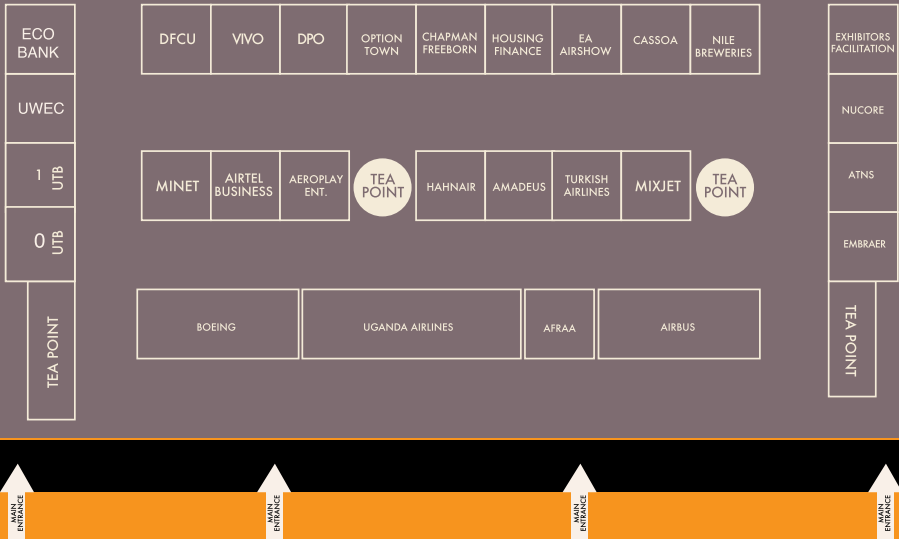 ECO
BANK
DFCU
VIVO
DPO
OPTION
TOWN
CHAPMAN
FREEBORN
HOUSING
FINANCE
EA
AIRSHOW
CASSOA
NILE
BREWERIES
EXHIBITORS
FACILITATION
UWEC
NUCORE
1 UTB
MINET
AIRTEL
BUSINESS
AEROPLAY
ENT.
TEA
POINT
HAHNAIR
AMADEUS
TURKISH
AIRLINES
MIXJET
TEA
POINT
ATNS
0 UTB
EMBRAER
TEA POINT
BOEING
UGANDA AIRLINES
AFRAA
AIRBUS
TEA POINT
MAIN
ENTRANCE
MAIN
ENTRANCE
MAIN
ENTRANCE
MAIN
ENTRANCE